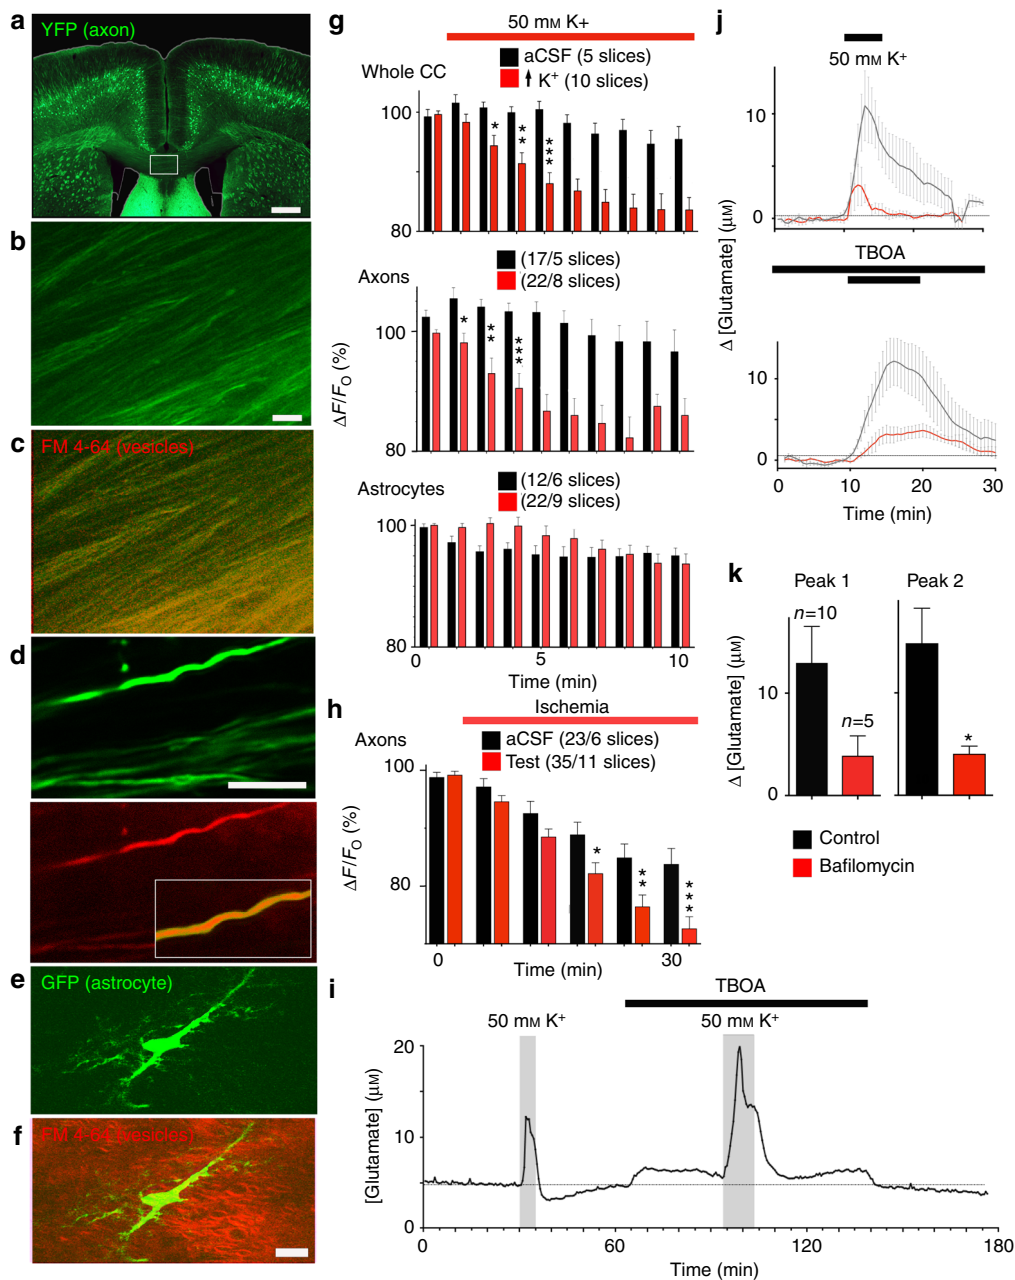 a
YFP (axon)
b
c
FM 4-64 (vesicles)
d
e
GFP (astrocyte)
f
FM 4-64 (vesicles)
g
50 mM K+
Whole CC
aCSF (5 slices)
↑ K+ (10 slices)
100
80
*
**
***
Axons
(17/5 slices)
(22/8 slices)
100
80
*
**
***
ΔF/FO (%)
Astrocytes
(12/6 slices)
(22/9 slices)
100
80
0
5
10
Time (min)
h
Ischemia
Axons
aCSF (23/6 slices)
Test (35/11 slices)
100
80
ΔF/FO (%)
*
**
***
0
30
Time (min)
i
TBOA
50 mM K+
50 mM K+
20
10
0
[Glutamate] (μM)
0
60
120
180
Time (min)
j
50 mM K+
10
0
TBOA
Δ [Glutamate] (μM)
10
0
0
10
20
30
Time (min)
k
Peak 1
Peak 2
n=10
n=5
*
10
0
Δ [Glutamate] (μM)
Control
Bafilomycin